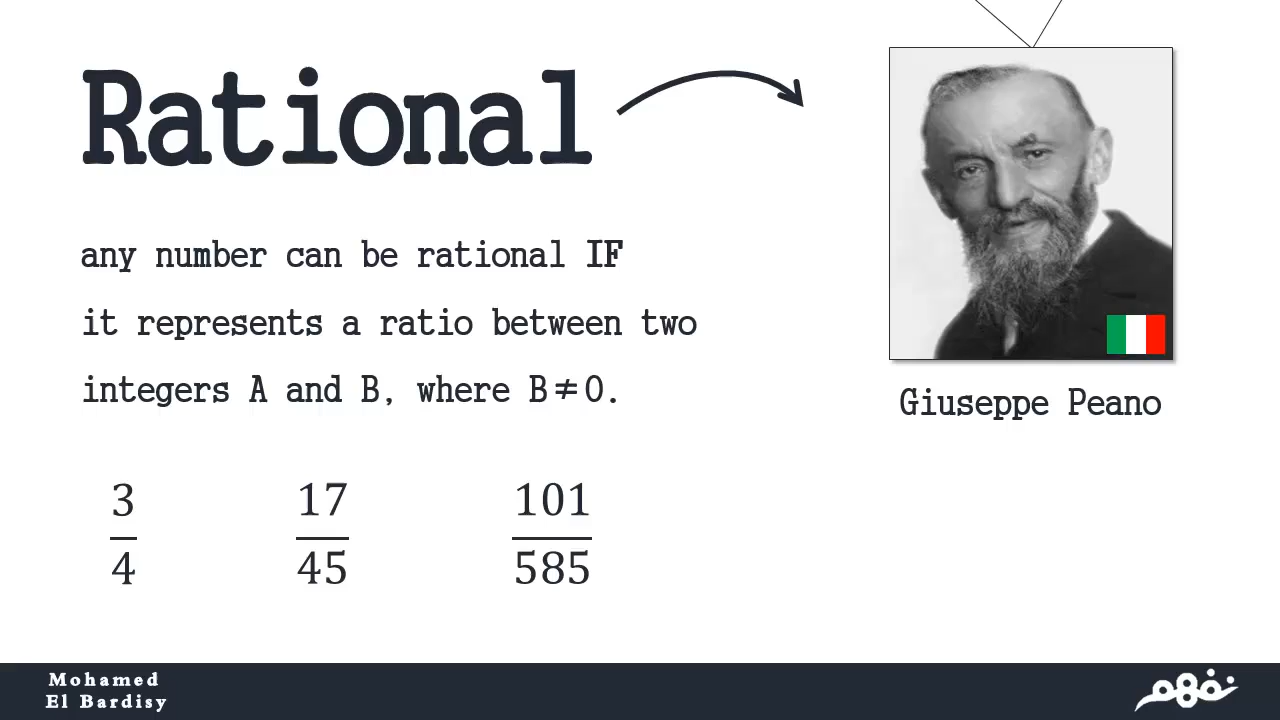 Rational
any number can be rational IF
it represents a ratio between two
integers A and B, where B≠0.
3/4 17/45 101/585
Giuseppe Peano
Mohamed
El Bardisy
نفهم